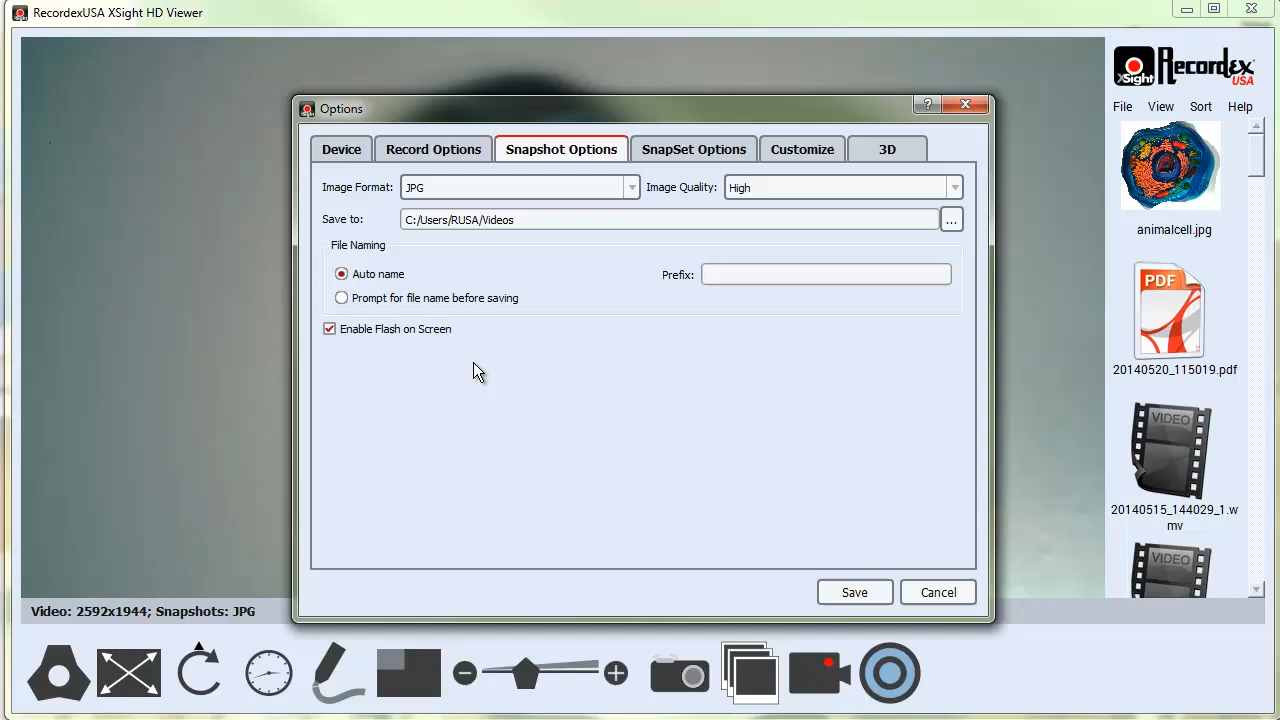 RecordexUSA XSight HD Viewer
XSight Recordex USA
File View Sort Help
Options
Device Record Options Snapshot Options SnapSet Options Customize 3D
Image Format: JPG Image Quality: High
Save to: C:/Users/RUSA/Videos ...
File Naming
Auto name Prefix:
Prompt for file name before saving
Enable Flash on Screen
Save Cancel
animalcell.jpg
PDF
20140520_115019.pdf
VIDEO
20140515_144029_1.w
mv
VIDEO
Video: 2592x1944; Snapshots: JPG